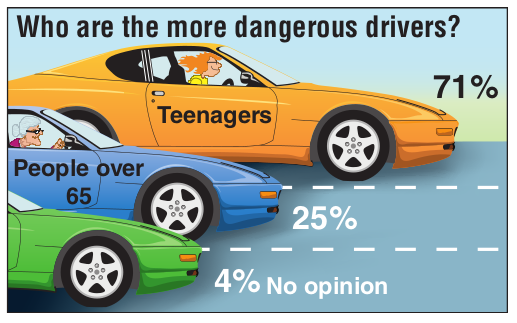 Who are the more dangerous drivers?
71%
Teenagers
People over
65
25%
4% No opinion